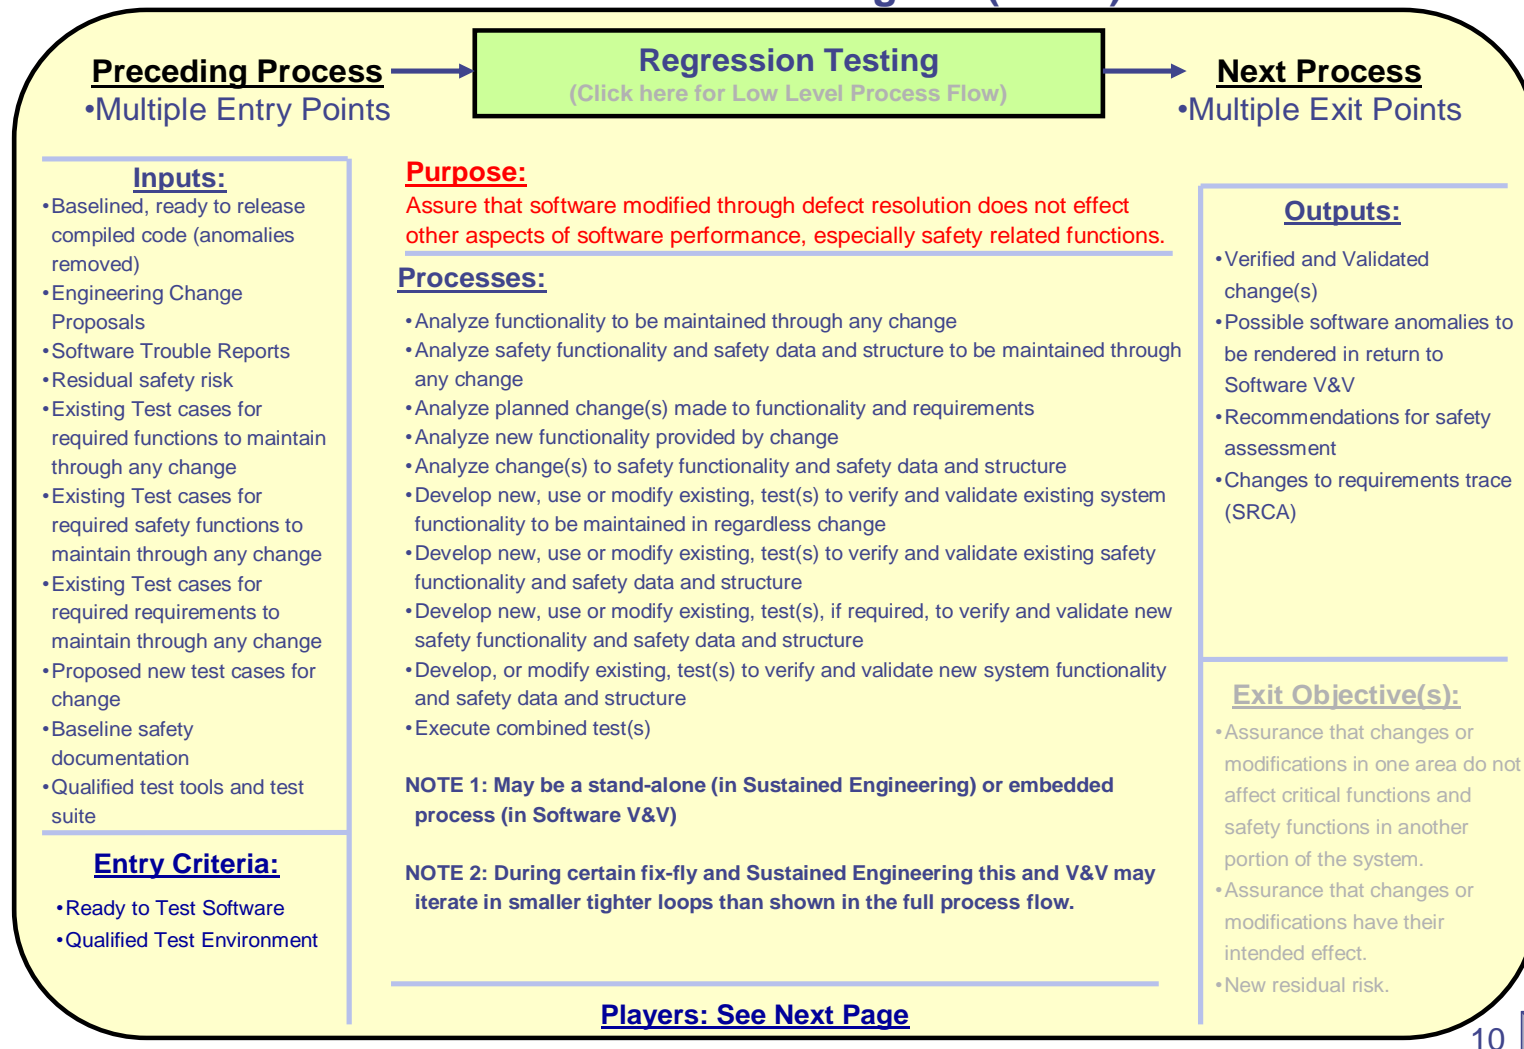 Preceding Process
•Multiple Entry Points
Regression Testing
(Click here for Low Level Process Flow)
Next Process
•Multiple Exit Points
Inputs:
•Baselined, ready to release
compiled code (anomalies
removed)
•Engineering Change
Proposals
•Software Trouble Reports
•Residual safety risk
•Existing Test cases for
required functions to maintain
through any change
•Existing Test cases for
required safety functions to
maintain through any change
•Existing Test cases for
required requirements to
maintain through any change
•Proposed new test cases for
change
•Baseline safety
documentation
•Qualified test tools and test
suite
Entry Criteria:
•Ready to Test Software
•Qualified Test Environment
Purpose:
Assure that software modified through defect resolution does not effect
other aspects of software performance, especially safety related functions.
Processes:
•Analyze functionality to be maintained through any change
•Analyze safety functionality and safety data and structure to be maintained through
any change
•Analyze planned change(s) made to functionality and requirements
•Analyze new functionality provided by change
•Analyze change(s) to safety functionality and safety data and structure
•Develop new, use or modify existing, test(s) to verify and validate existing system
functionality to be maintained in regardless change
•Develop new, use or modify existing, test(s) to verify and validate existing safety
functionality and safety data and structure
•Develop new, use or modify existing, test(s), if required, to verify and validate new
safety functionality and safety data and structure
•Develop, or modify existing, test(s) to verify and validate new system functionality
and safety data and structure
•Execute combined test(s)
NOTE 1: May be a stand-alone (in Sustained Engineering) or embedded
process (in Software V&V)
NOTE 2: During certain fix-fly and Sustained Engineering this and V&V may
iterate in smaller tighter loops than shown in the full process flow.
Players: See Next Page
Outputs:
•Verified and Validated
change(s)
•Possible software anomalies to
be rendered in return to
Software V&V
•Recommendations for safety
assessment
•Changes to requirements trace
(SRCA)
Exit Objective(s):
•Assurance that changes or
modifications in one area do not
affect critical functions and
safety functions in another
portion of the system.
•Assurance that changes or
modifications have their
intended effect.
•New residual risk.
10